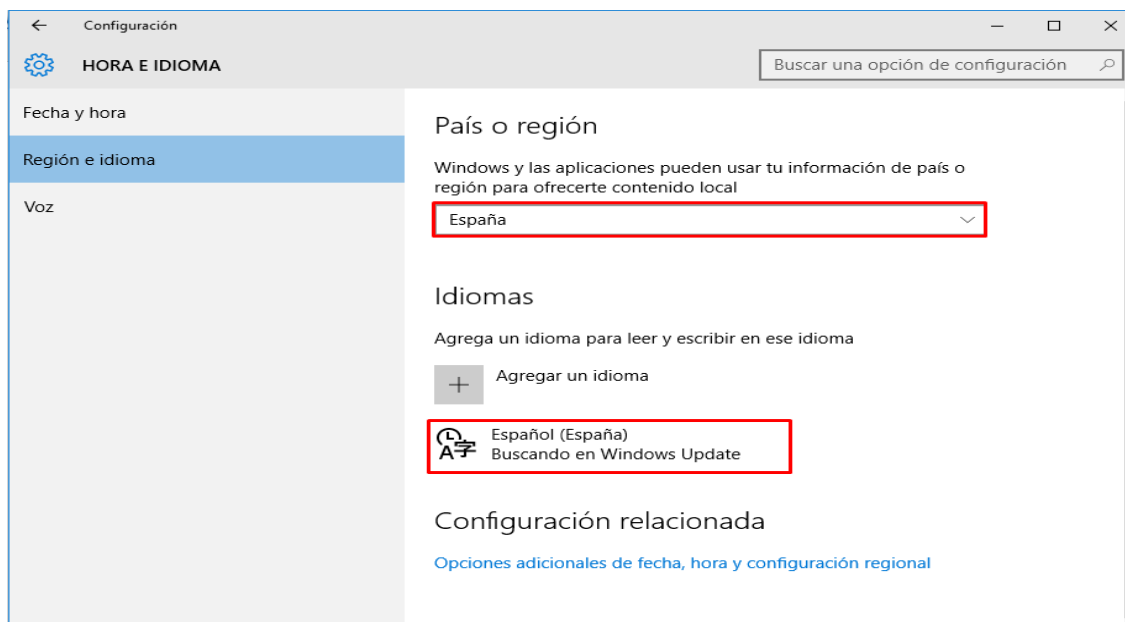 Configuración
HORA E IDIOMA
Buscar una opción de configuración
Fecha y hora
Región e idioma
Voz
País o región
Windows y las aplicaciones pueden usar tu información de país o
región para ofrecerte contenido local
España
Idiomas
Agrega un idioma para leer y escribir en ese idioma
Agregar un idioma
Español (España)
Buscando en Windows Update
Configuración relacionada
Opciones adicionales de fecha, hora y configuración regional